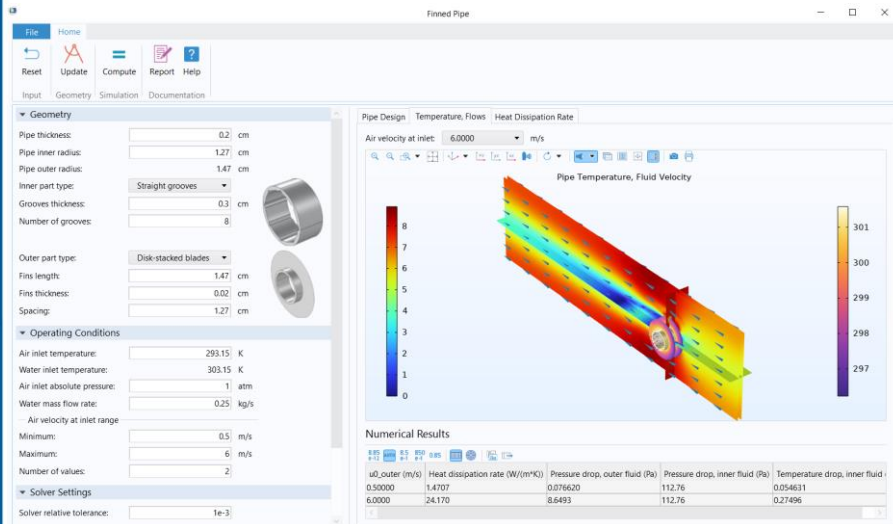 Finned Pipe
File Home
Reset Update Compute Report Help
Input Geometry Simulation Documentation
Geometry
Pipe thickness: 0.2 cm
Pipe inner radius: 1.27 cm
Pipe outer radius: 1.47 cm
Inner part type: Straight grooves
Grooves thickness: 0.3 cm
Number of grooves: 8
Outer part type: Disk-stacked blades
Fins length: 1.47 cm
Fins thickness: 0.02 cm
Spacing: 1.27 cm
Operating Conditions
Air inlet temperature: 293.15 K
Water inlet temperature: 303.15 K
Air inlet absolute pressure: 1 atm
Water mass flow rate: 0.25 kg/s
Air velocity at inlet range
Minimum: 0.5 m/s
Maximum: 6 m/s
Number of values: 2
Solver Settings
Solver relative tolerance: 1e-3
Pipe Design Temperature, Flows Heat Dissipation Rate
Air velocity at inlet: 6.0000 m/s
Pipe Temperature, Fluid Velocity
8
7
6
5
4
3
2
1
0
301
300
299
298
297
Numerical Results
u0_outer (m/s) Heat dissipation rate (W/(m*K)) Pressure drop, outer fluid (Pa) Pressure drop, inner fluid (Pa) Temperature drop, inner fluid
0.50000 1.4707 0.076620 112.76 0.054631
6.0000 24.170 8.6493 112.76 0.27496